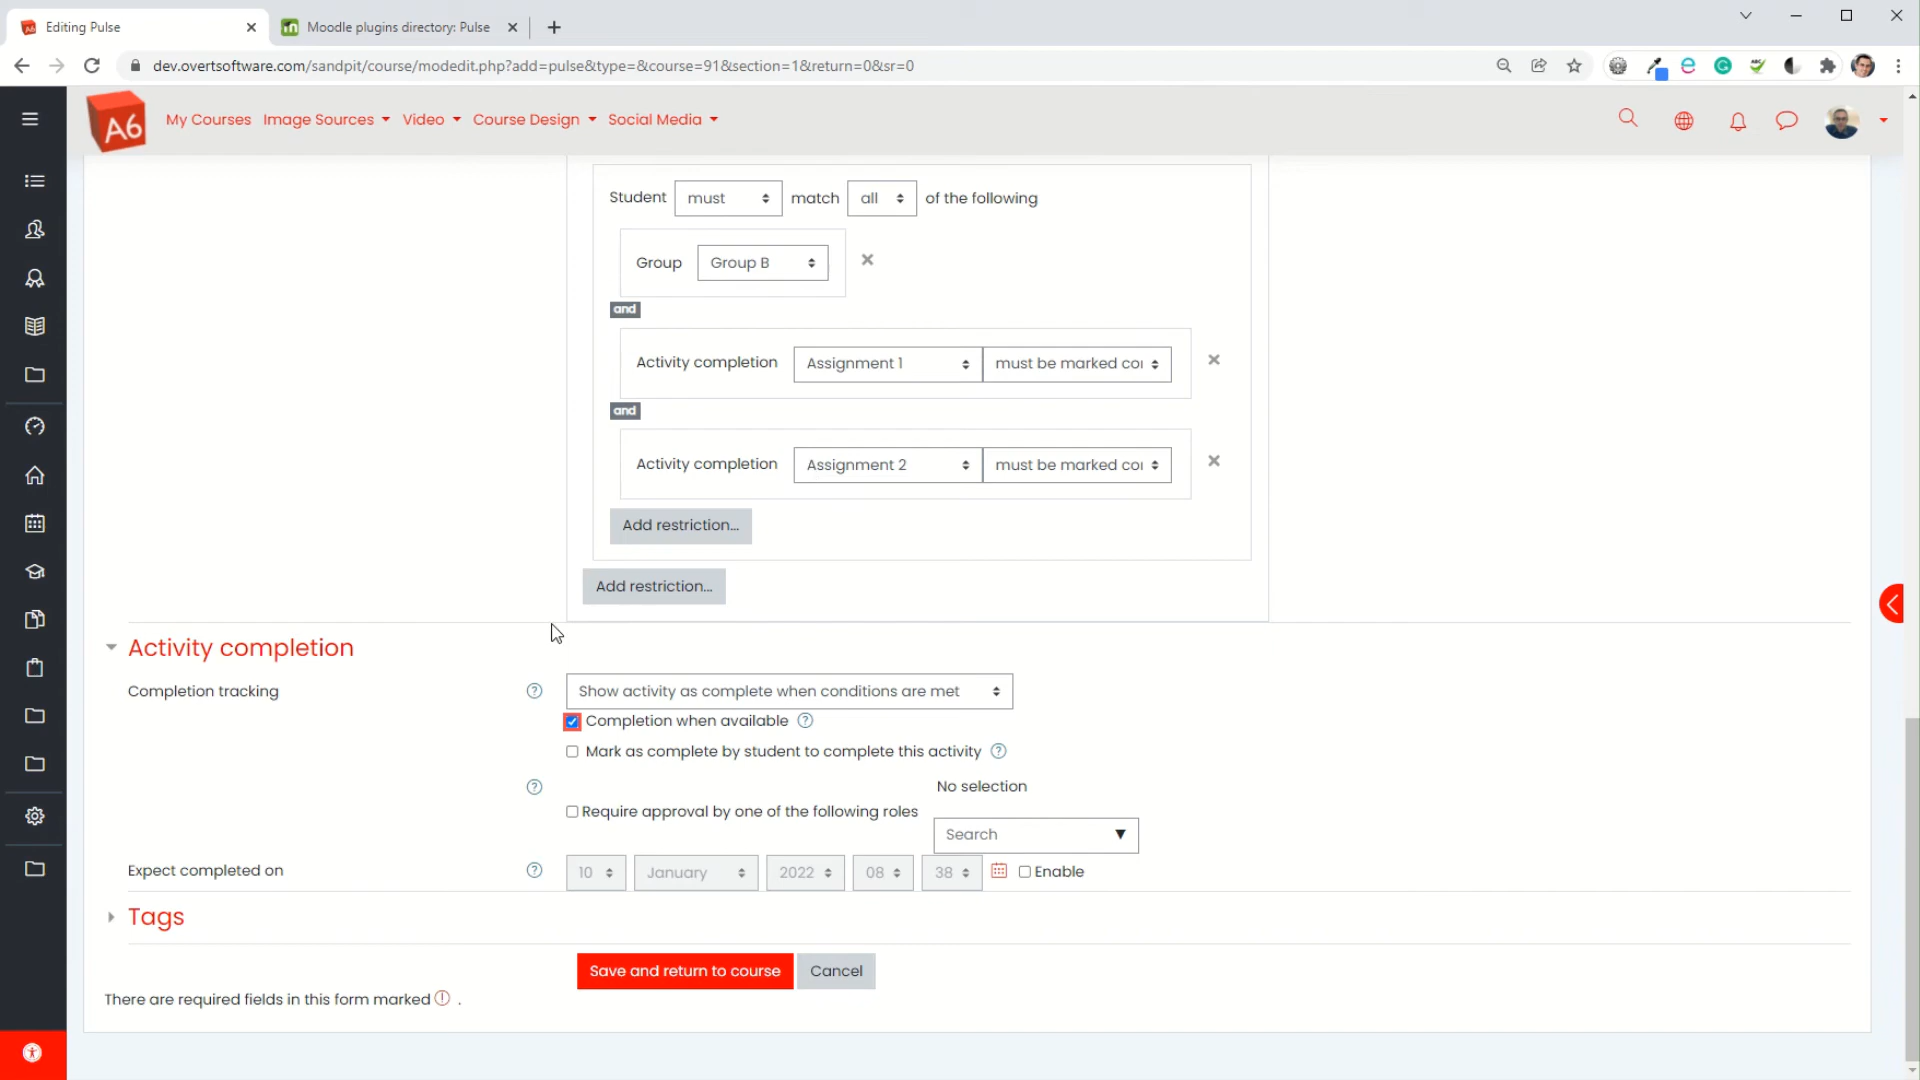 Editing Pulse
Moodle plugins directory: Pulse
dev.overtsoftware.com/sandpit/course/modedit.php?add=pulse&type=&course=91&section=1&return=0&sr=0
A6
My Courses Image Sources Video Course Design Social Media
Student must match all of the following
Group Group B
and
Activity completion Assignment 1 must be marked coı
and
Activity completion Assignment 2 must be marked coı
Add restriction...
Add restriction...
Activity completion
Completion tracking ? Show activity as complete when conditions are met
Completion when available ?
Mark as complete by student to complete this activity ?
? No selection
Require approval by one of the following roles
Search ▼
Expect completed on ? 10 January 2022 08 38 Enable
Tags
Save and return to course Cancel
There are required fields in this form marked ! .